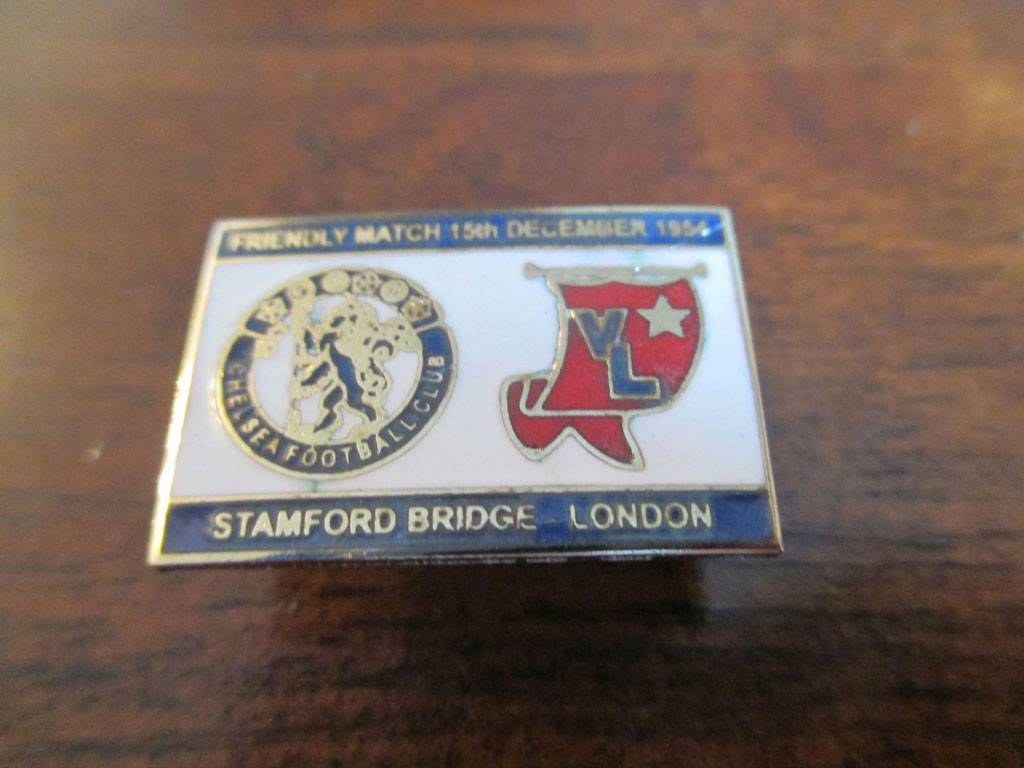 FRIENDLY MATCH 15th DECEMBER 1954
CHELSEA FOOTBALL CLUB
VL
STAMFORD BRIDGE LONDON